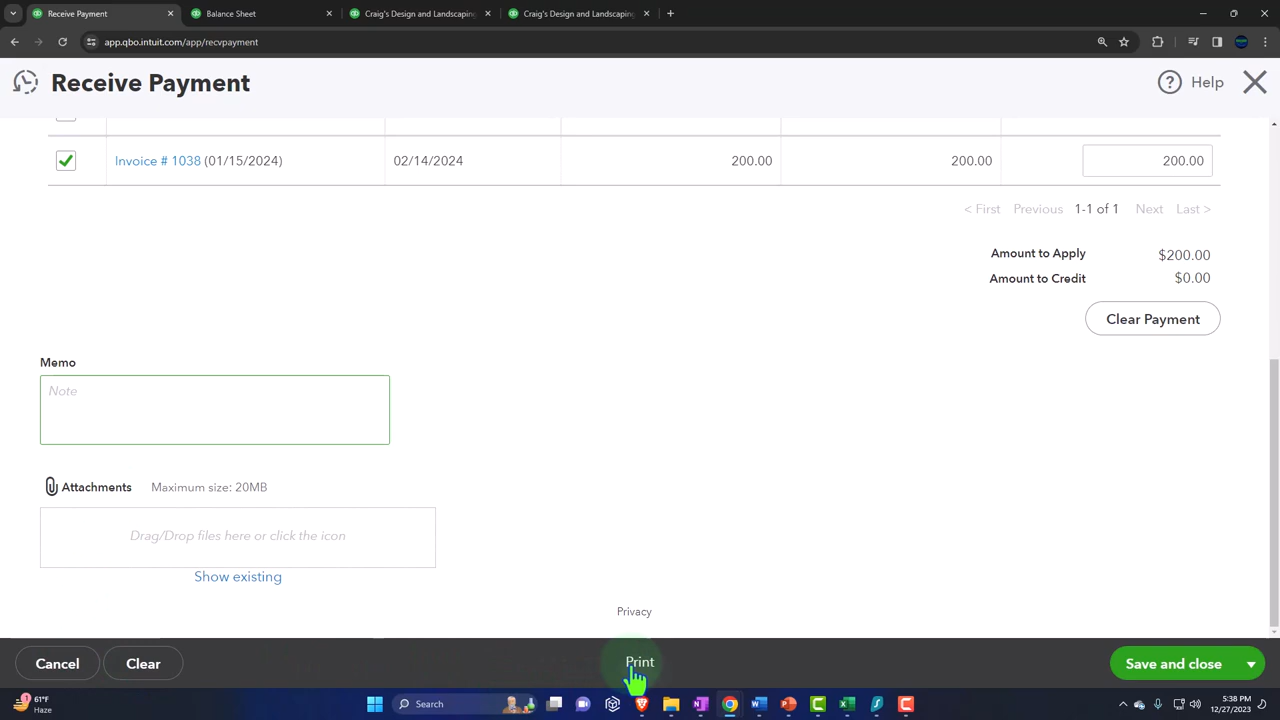 Receive Payment
Balance Sheet
Craig's Design and Landscaping
Craig's Design and Landscaping
app.qbo.intuit.com/app/recvpayment
Receive Payment
Help
Invoice # 1038 (01/15/2024) 02/14/2024 200.00 200.00 200.00
< First Previous 1-1 of 1 Next Last >
Amount to Apply $200.00
Amount to Credit $0.00
Clear Payment
Memo
Note
Attachments Maximum size: 20MB
Drag/Drop files here or click the icon
Show existing
Privacy
Cancel Clear Print Save and close
1 61°F
Haze
Search
5:38 PM
12/27/2023